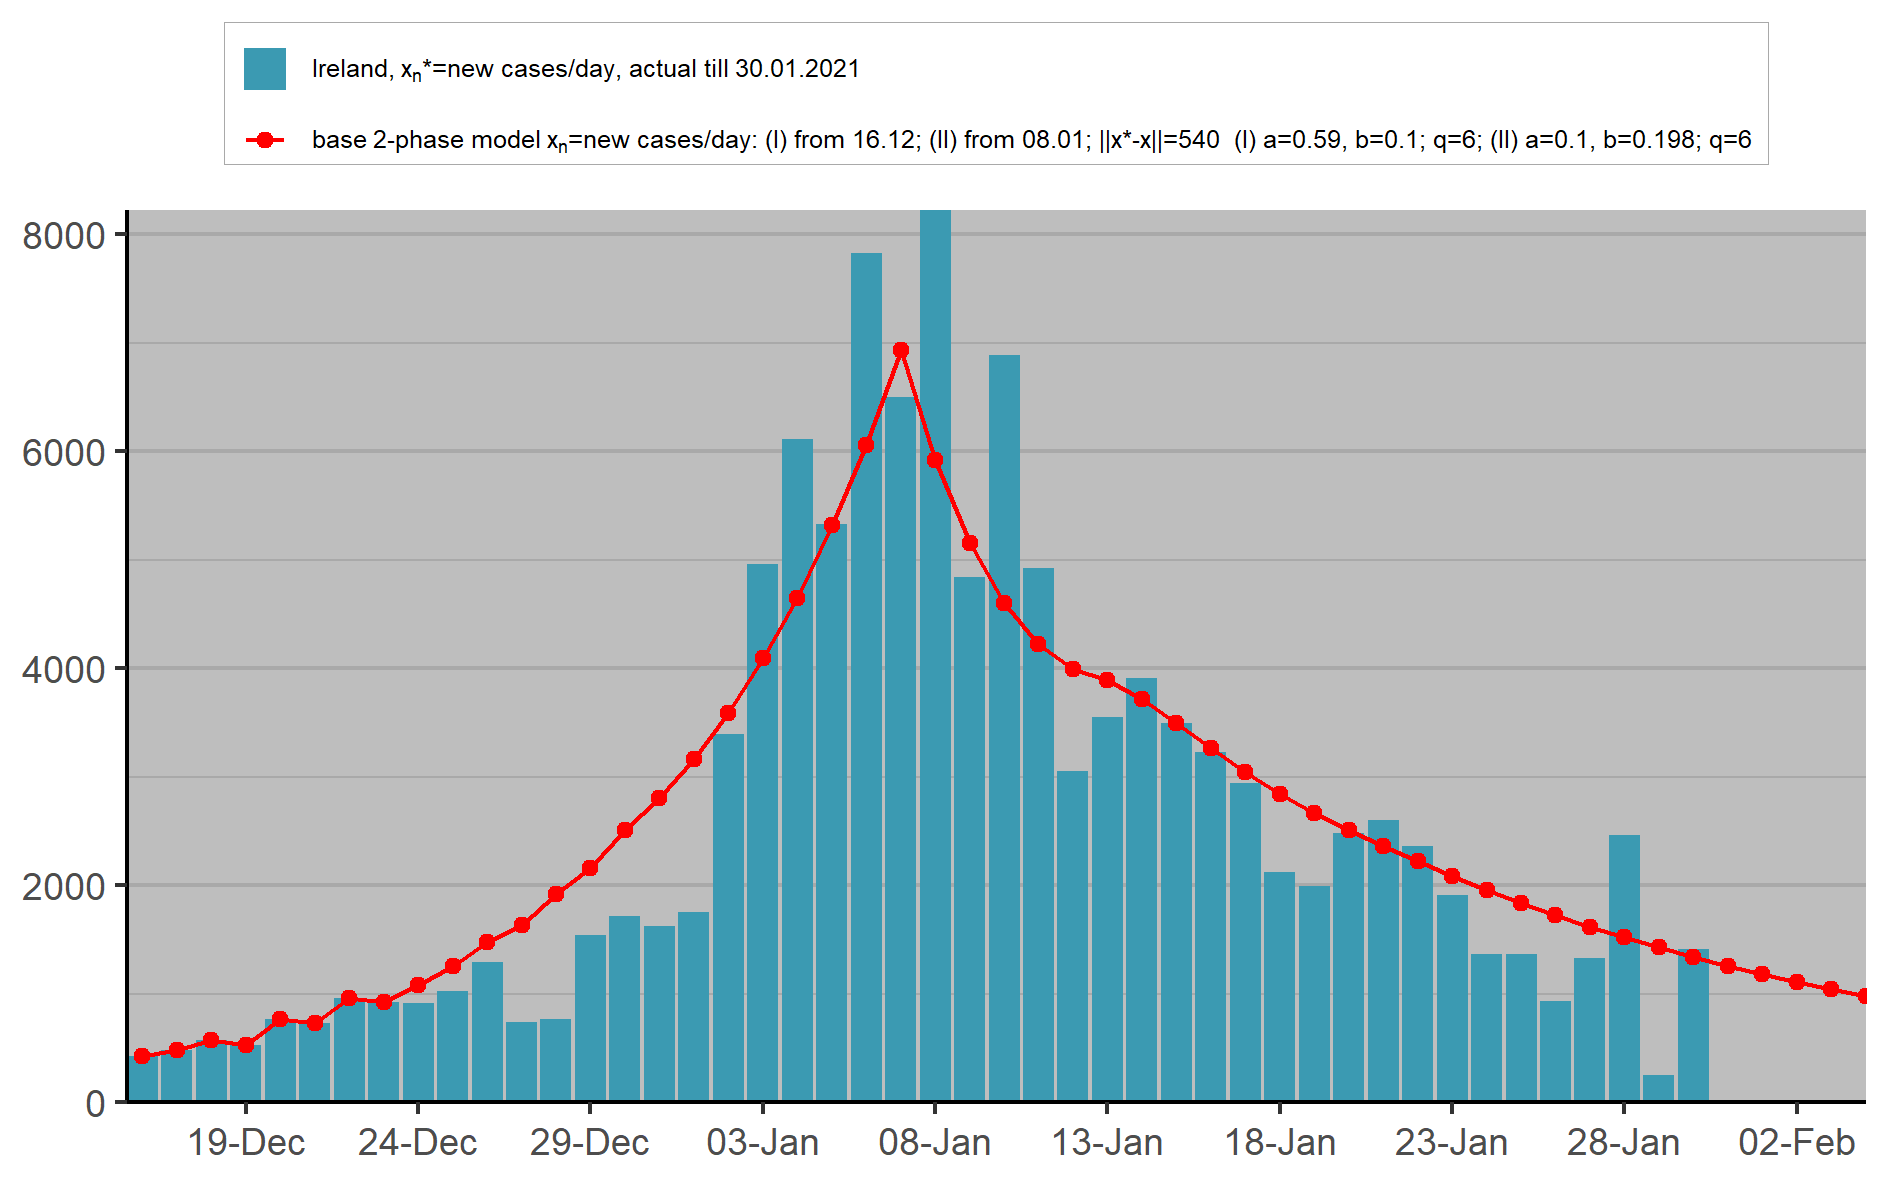 Ireland, xₙ*=new cases/day, actual till 30.01.2021
base 2-phase model xₙ=new cases/day: (I) from 16.12; (II) from 08.01; ||x*-x||=540  (I) a=0.59, b=0.1; q=6; (II) a=0.1, b=0.198; q=6
8000
6000
4000
2000
0
19-Dec 24-Dec 29-Dec 03-Jan 08-Jan 13-Jan 18-Jan 23-Jan 28-Jan 02-Feb